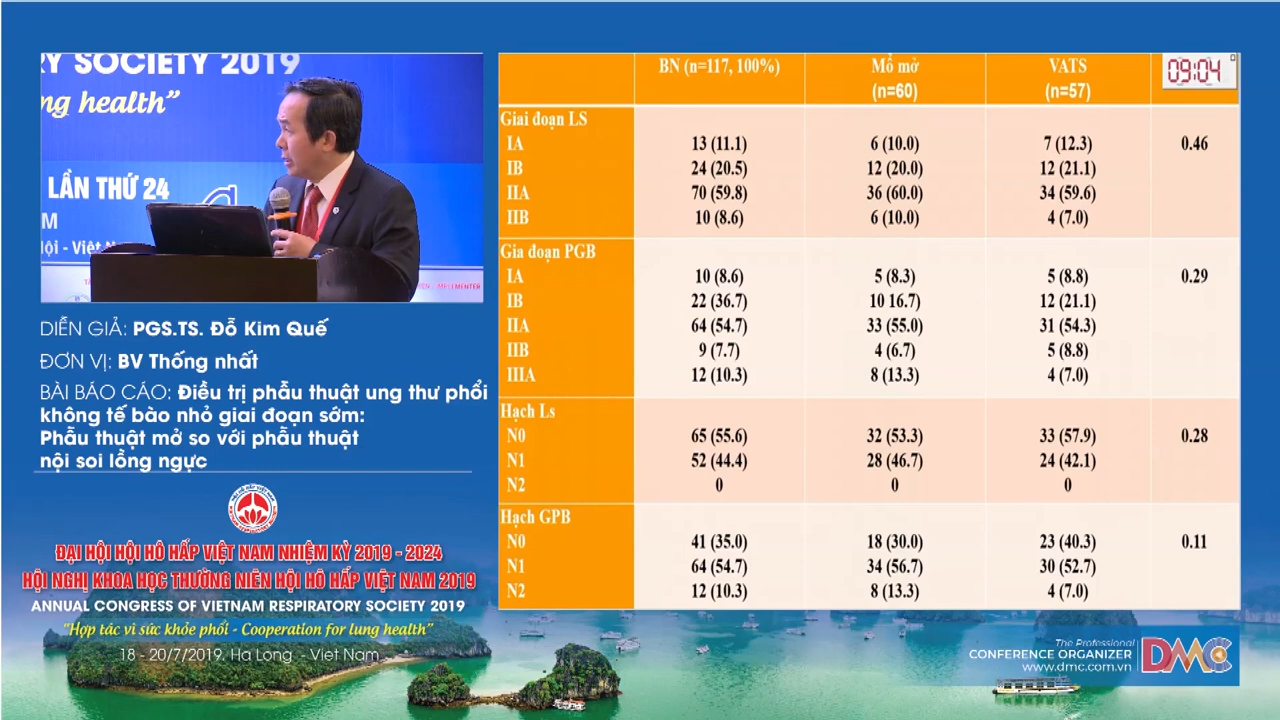 RY SOCIETY 2019
ng health”
LẦN THỨ 24
DIỄN GIẢ: PGS.TS. Đỗ Kim Quế
ĐƠN VỊ: BV Thống nhất
BÀI BÁO CÁO: Điều trị phẫu thuật ung thư phổi
không tế bào nhỏ giai đoạn sớm:
Phẫu thuật mở so với phẫu thuật
nội soi lồng ngực
ĐẠI HỘI HỘI HÔ HẤP VIỆT NAM NHIỆM KỲ 2019 - 2024
HỘI NGHỊ KHOA HỌC THƯỜNG NIÊN HỘI HÔ HẤP VIỆT NAM 2019
ANNUAL CONGRESS OF VIETNAM RESPIRATORY SOCIETY 2019
“Hợp tác vì sức khỏe phổi - Cooperation for lung health”
18 - 20/7/2019. Ha Long - Viet Nam
BN (n=117, 100%) Mổ mở (n=60) VATS (n=57) 09:04
Giai đoạn LS
IA 13 (11.1) 6 (10.0) 7 (12.3) 0.46
IB 24 (20.5) 12 (20.0) 12 (21.1)
IIA 70 (59.8) 36 (60.0) 34 (59.6)
IIB 10 (8.6) 6 (10.0) 4 (7.0)
Gia đoạn PGB
IA 10 (8.6) 5 (8.3) 5 (8.8) 0.29
IB 22 (36.7) 10 16.7) 12 (21.1)
IIA 64 (54.7) 33 (55.0) 31 (54.3)
IIB 9 (7.7) 4 (6.7) 5 (8.8)
IIIA 12 (10.3) 8 (13.3) 4 (7.0)
Hạch Ls
N0 65 (55.6) 32 (53.3) 33 (57.9) 0.28
N1 52 (44.4) 28 (46.7) 24 (42.1)
N2 0 0 0
Hạch GPB
N0 41 (35.0) 18 (30.0) 23 (40.3) 0.11
N1 64 (54.7) 34 (56.7) 30 (52.7)
N2 12 (10.3) 8 (13.3) 4 (7.0)
The Professional
CONFERENCE ORGANIZER
www.dmc.com.vn
DMC